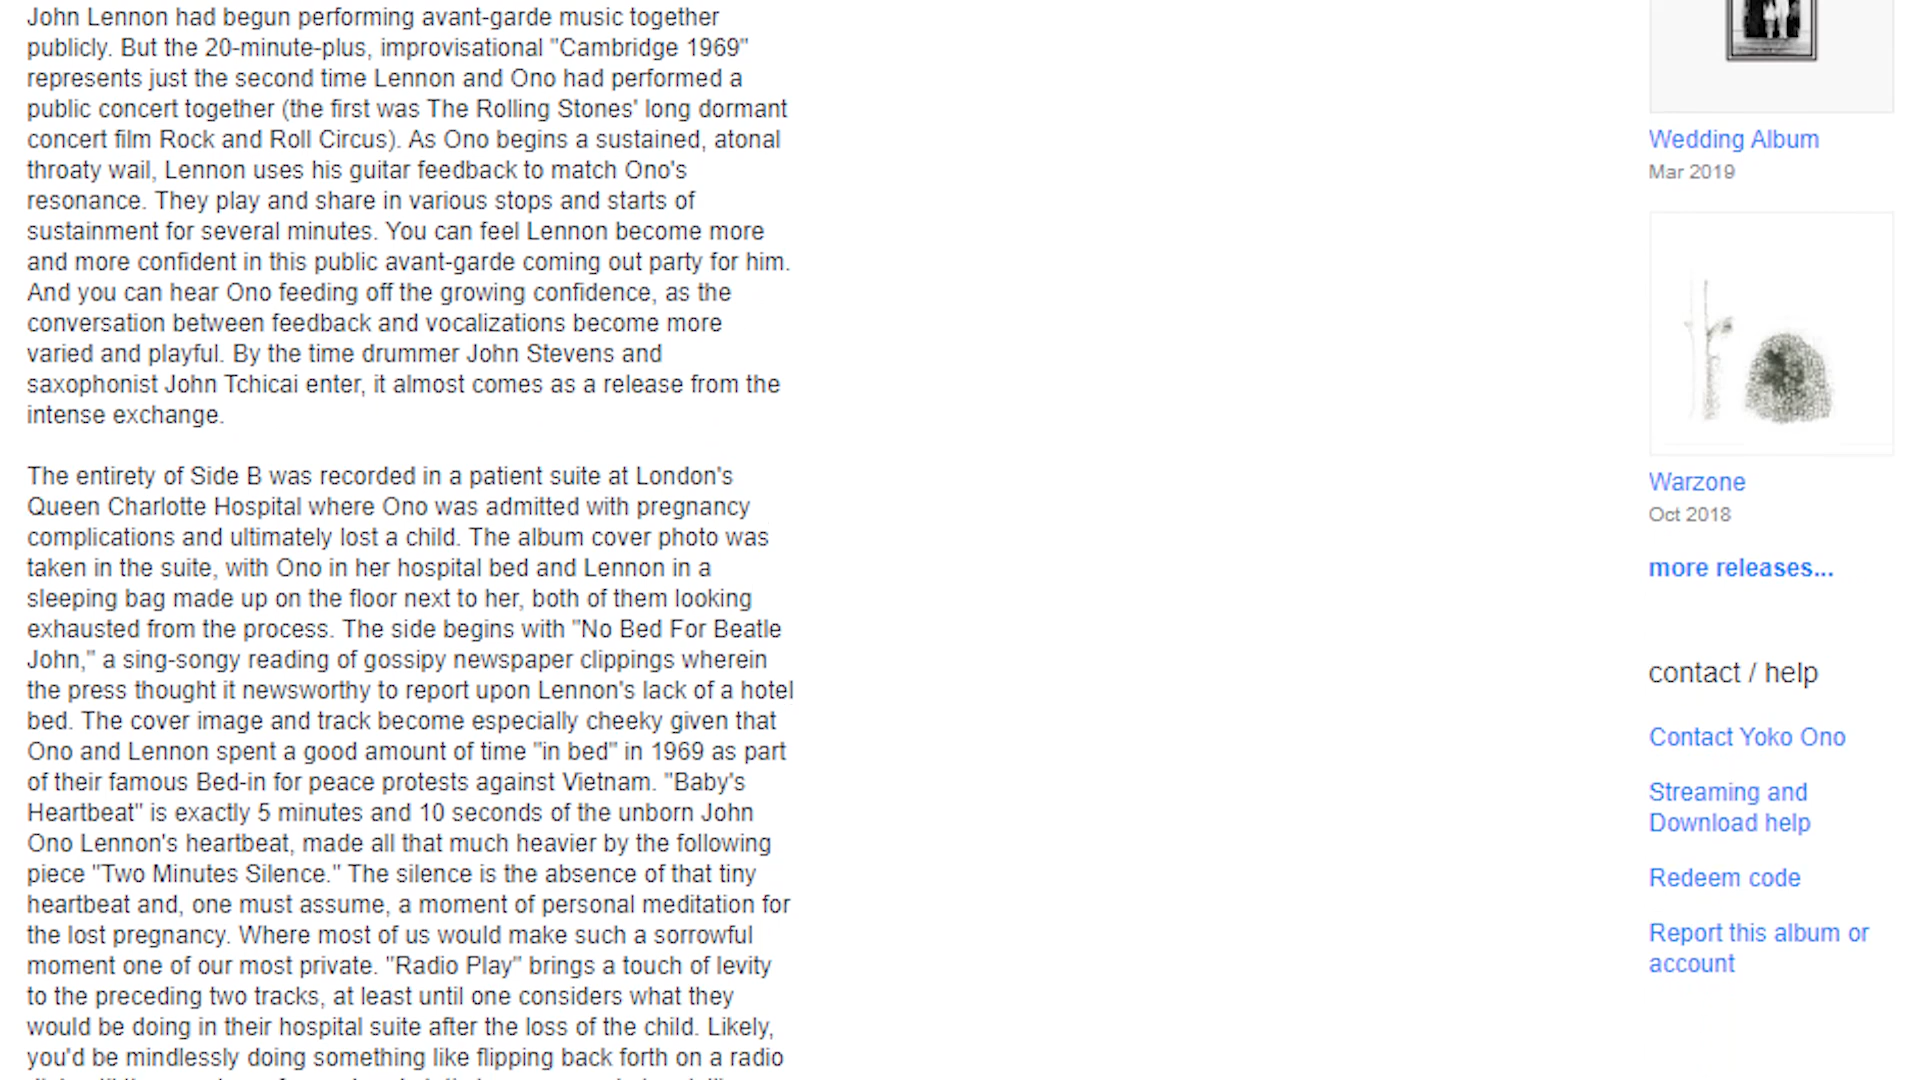 John Lennon had begun performing avant-garde music together
publicly. But the 20-minute-plus, improvisational "Cambridge 1969"
represents just the second time Lennon and Ono had performed a
public concert together (the first was The Rolling Stones' long dormant
concert film Rock and Roll Circus). As Ono begins a sustained, atonal
throaty wail, Lennon uses his guitar feedback to match Ono's
resonance. They play and share in various stops and starts of
sustainment for several minutes. You can feel Lennon become more
and more confident in this public avant-garde coming out party for him.
And you can hear Ono feeding off the growing confidence, as the
conversation between feedback and vocalizations become more
varied and playful. By the time drummer John Stevens and
saxophonist John Tchicai enter, it almost comes as a release from the
intense exchange.
The entirety of Side B was recorded in a patient suite at London's
Queen Charlotte Hospital where Ono was admitted with pregnancy
complications and ultimately lost a child. The album cover photo was
taken in the suite, with Ono in her hospital bed and Lennon in a
sleeping bag made up on the floor next to her, both of them looking
exhausted from the process. The side begins with "No Bed For Beatle
John," a sing-songy reading of gossipy newspaper clippings wherein
the press thought it newsworthy to report upon Lennon's lack of a hotel
bed. The cover image and track become especially cheeky given that
Ono and Lennon spent a good amount of time "in bed" in 1969 as part
of their famous Bed-in for peace protests against Vietnam. "Baby's
Heartbeat" is exactly 5 minutes and 10 seconds of the unborn John
Ono Lennon's heartbeat, made all that much heavier by the following
piece "Two Minutes Silence." The silence is the absence of that tiny
heartbeat and, one must assume, a moment of personal meditation for
the lost pregnancy. Where most of us would make such a sorrowful
moment one of our most private. "Radio Play" brings a touch of levity
to the preceding two tracks, at least until one considers what they
would be doing in their hospital suite after the loss of the child. Likely,
you'd be mindlessly doing something like flipping back forth on a radio
Wedding Album
Mar 2019
Warzone
Oct 2018
more releases...
contact / help
Contact Yoko Ono
Streaming and
Download help
Redeem code
Report this album or
account